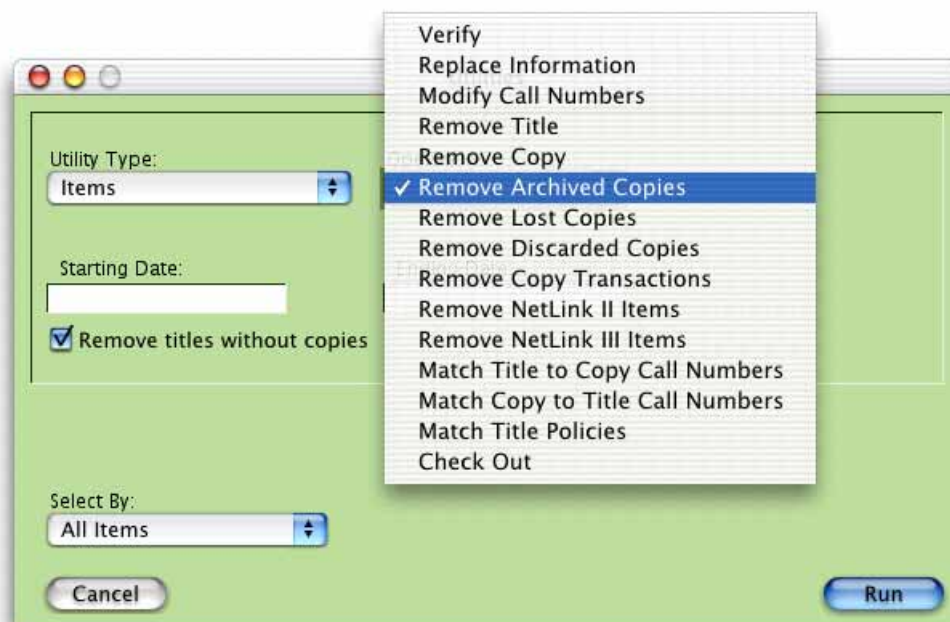 Verify
Replace Information
Modify Call Numbers
Remove Title
Remove Copy
Remove Archived Copies
Remove Lost Copies
Remove Discarded Copies
Remove Copy Transactions
Remove NetLink II Items
Remove NetLink III Items
Match Title to Copy Call Numbers
Match Copy to Title Call Numbers
Match Title Policies
Check Out
Utility Type:
Items
Starting Date:
Remove titles without copies
Select By:
All Items
Cancel
Run